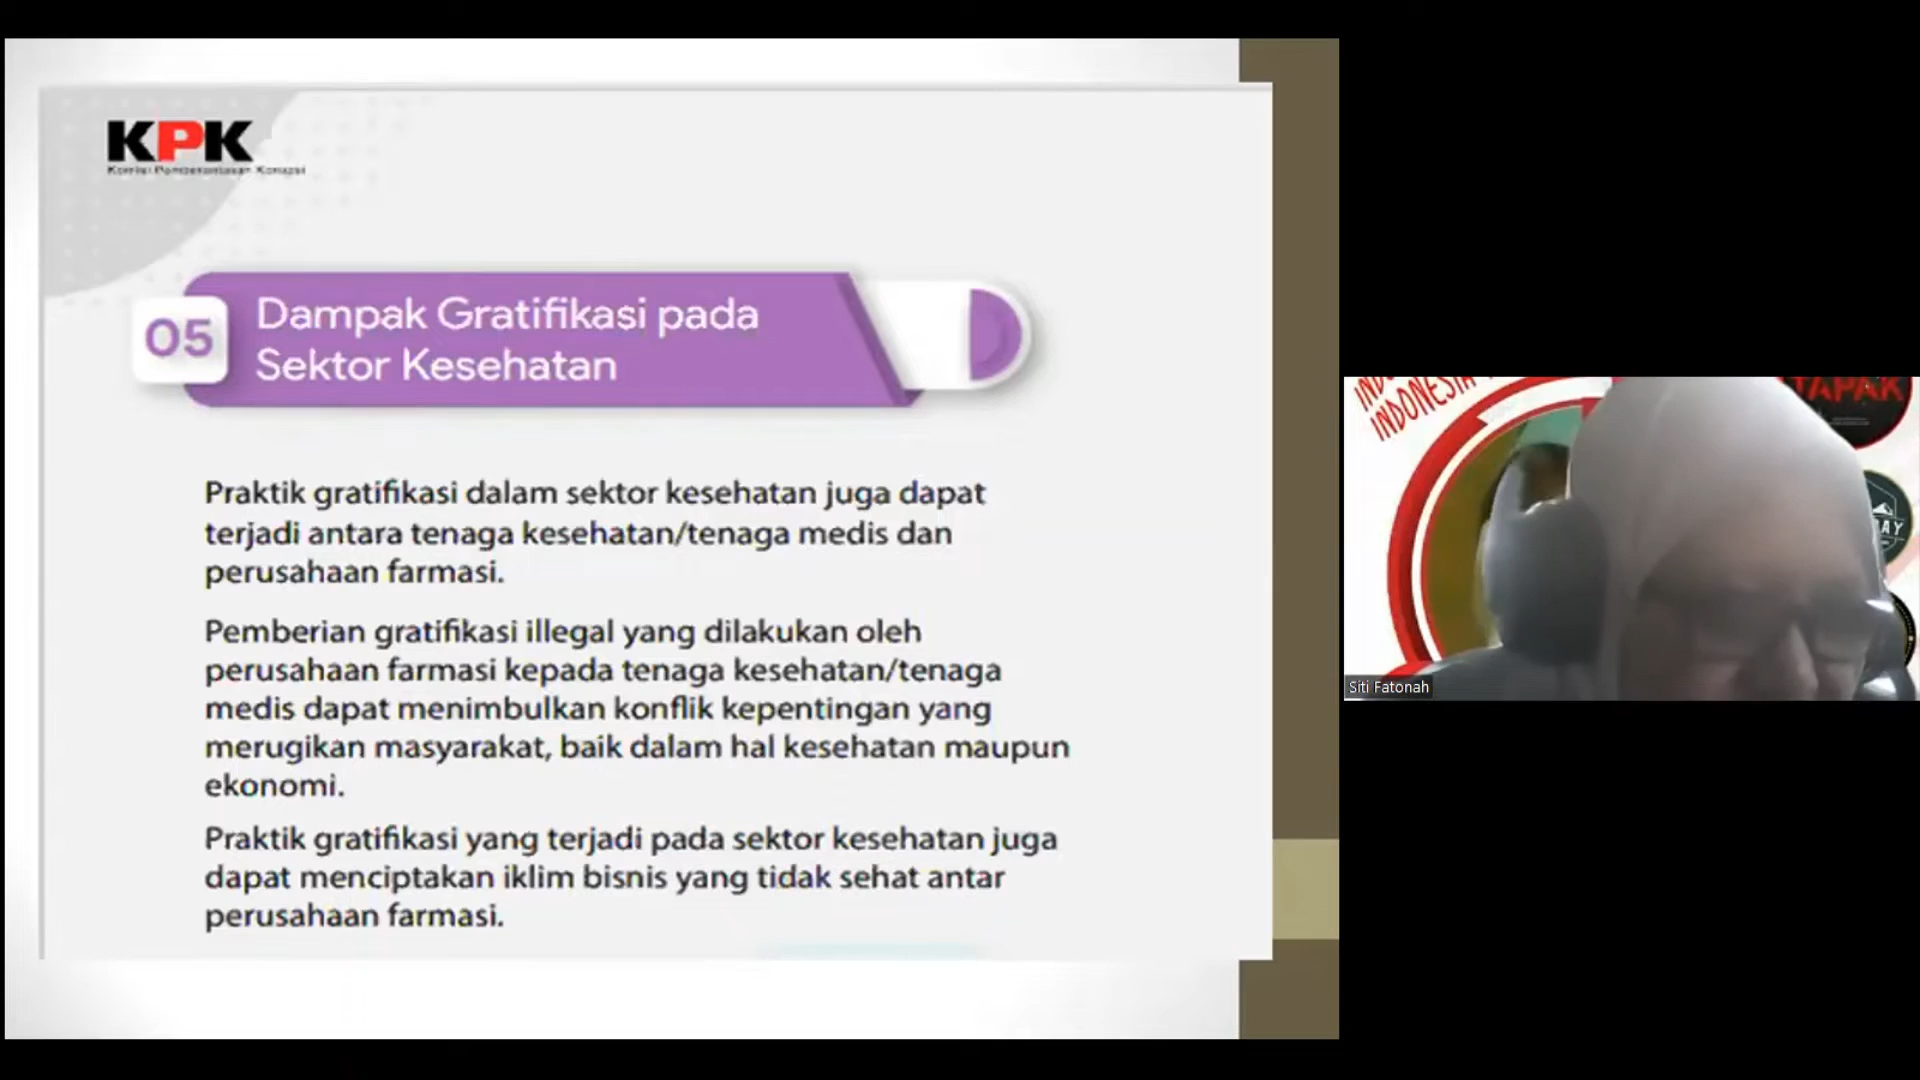 KPK
Komisi Pemberantasan Korupsi
05
Dampak Gratifikasi pada
Sektor Kesehatan
Praktik gratifikasi dalam sektor kesehatan juga dapat
terjadi antara tenaga kesehatan/tenaga medis dan
perusahaan farmasi.
Pemberian gratifikasi illegal yang dilakukan oleh
perusahaan farmasi kepada tenaga kesehatan/tenaga
medis dapat menimbulkan konflik kepentingan yang
merugikan masyarakat, baik dalam hal kesehatan maupun
ekonomi.
Praktik gratifikasi yang terjadi pada sektor kesehatan juga
dapat menciptakan iklim bisnis yang tidak sehat antar
perusahaan farmasi.
INDONESIA
TAPAK
Siti Fatonah